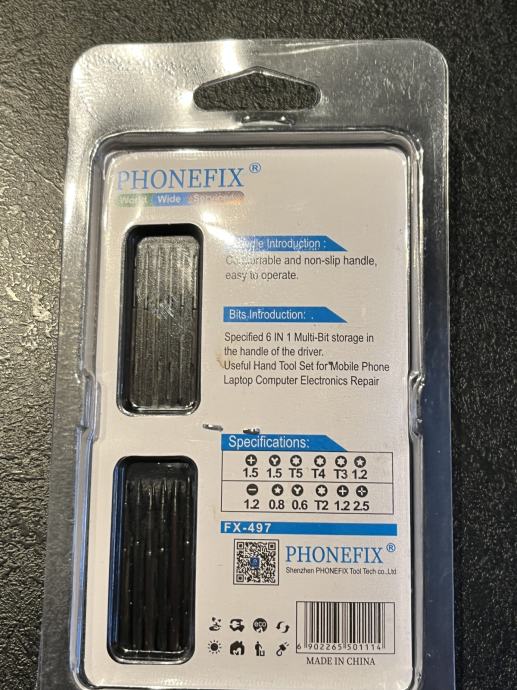 PHONEFIX ®
World Wide Service
Introduction :
Comfortable and non-slip handle,
easy to operate.
Bits Introduction: .
Specified 6 IN 1 Multi-Bit storage in
the handle of the driver.
Useful Hand Tool Set for Mobile Phone
Laptop Computer Electronics Repair
Specifications:
1.5 1.5 T5 T4 T3 1.2
1.2 0.8 0.6 T2 1.2 2.5
FX-497
PHONEFIX ®
Shenzhen PHONEFIX Tool Tech co.,Ltd
eco
6 902265 501114
MADE IN CHINA